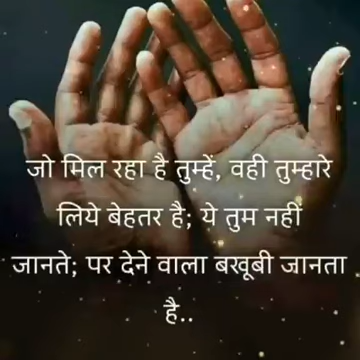 जो मिल रहा है तुम्हें, वही तुम्हारे
लिये बेहतर है; ये तुम नहीं
जानते; पर देने वाला बखूबी जानता
है..